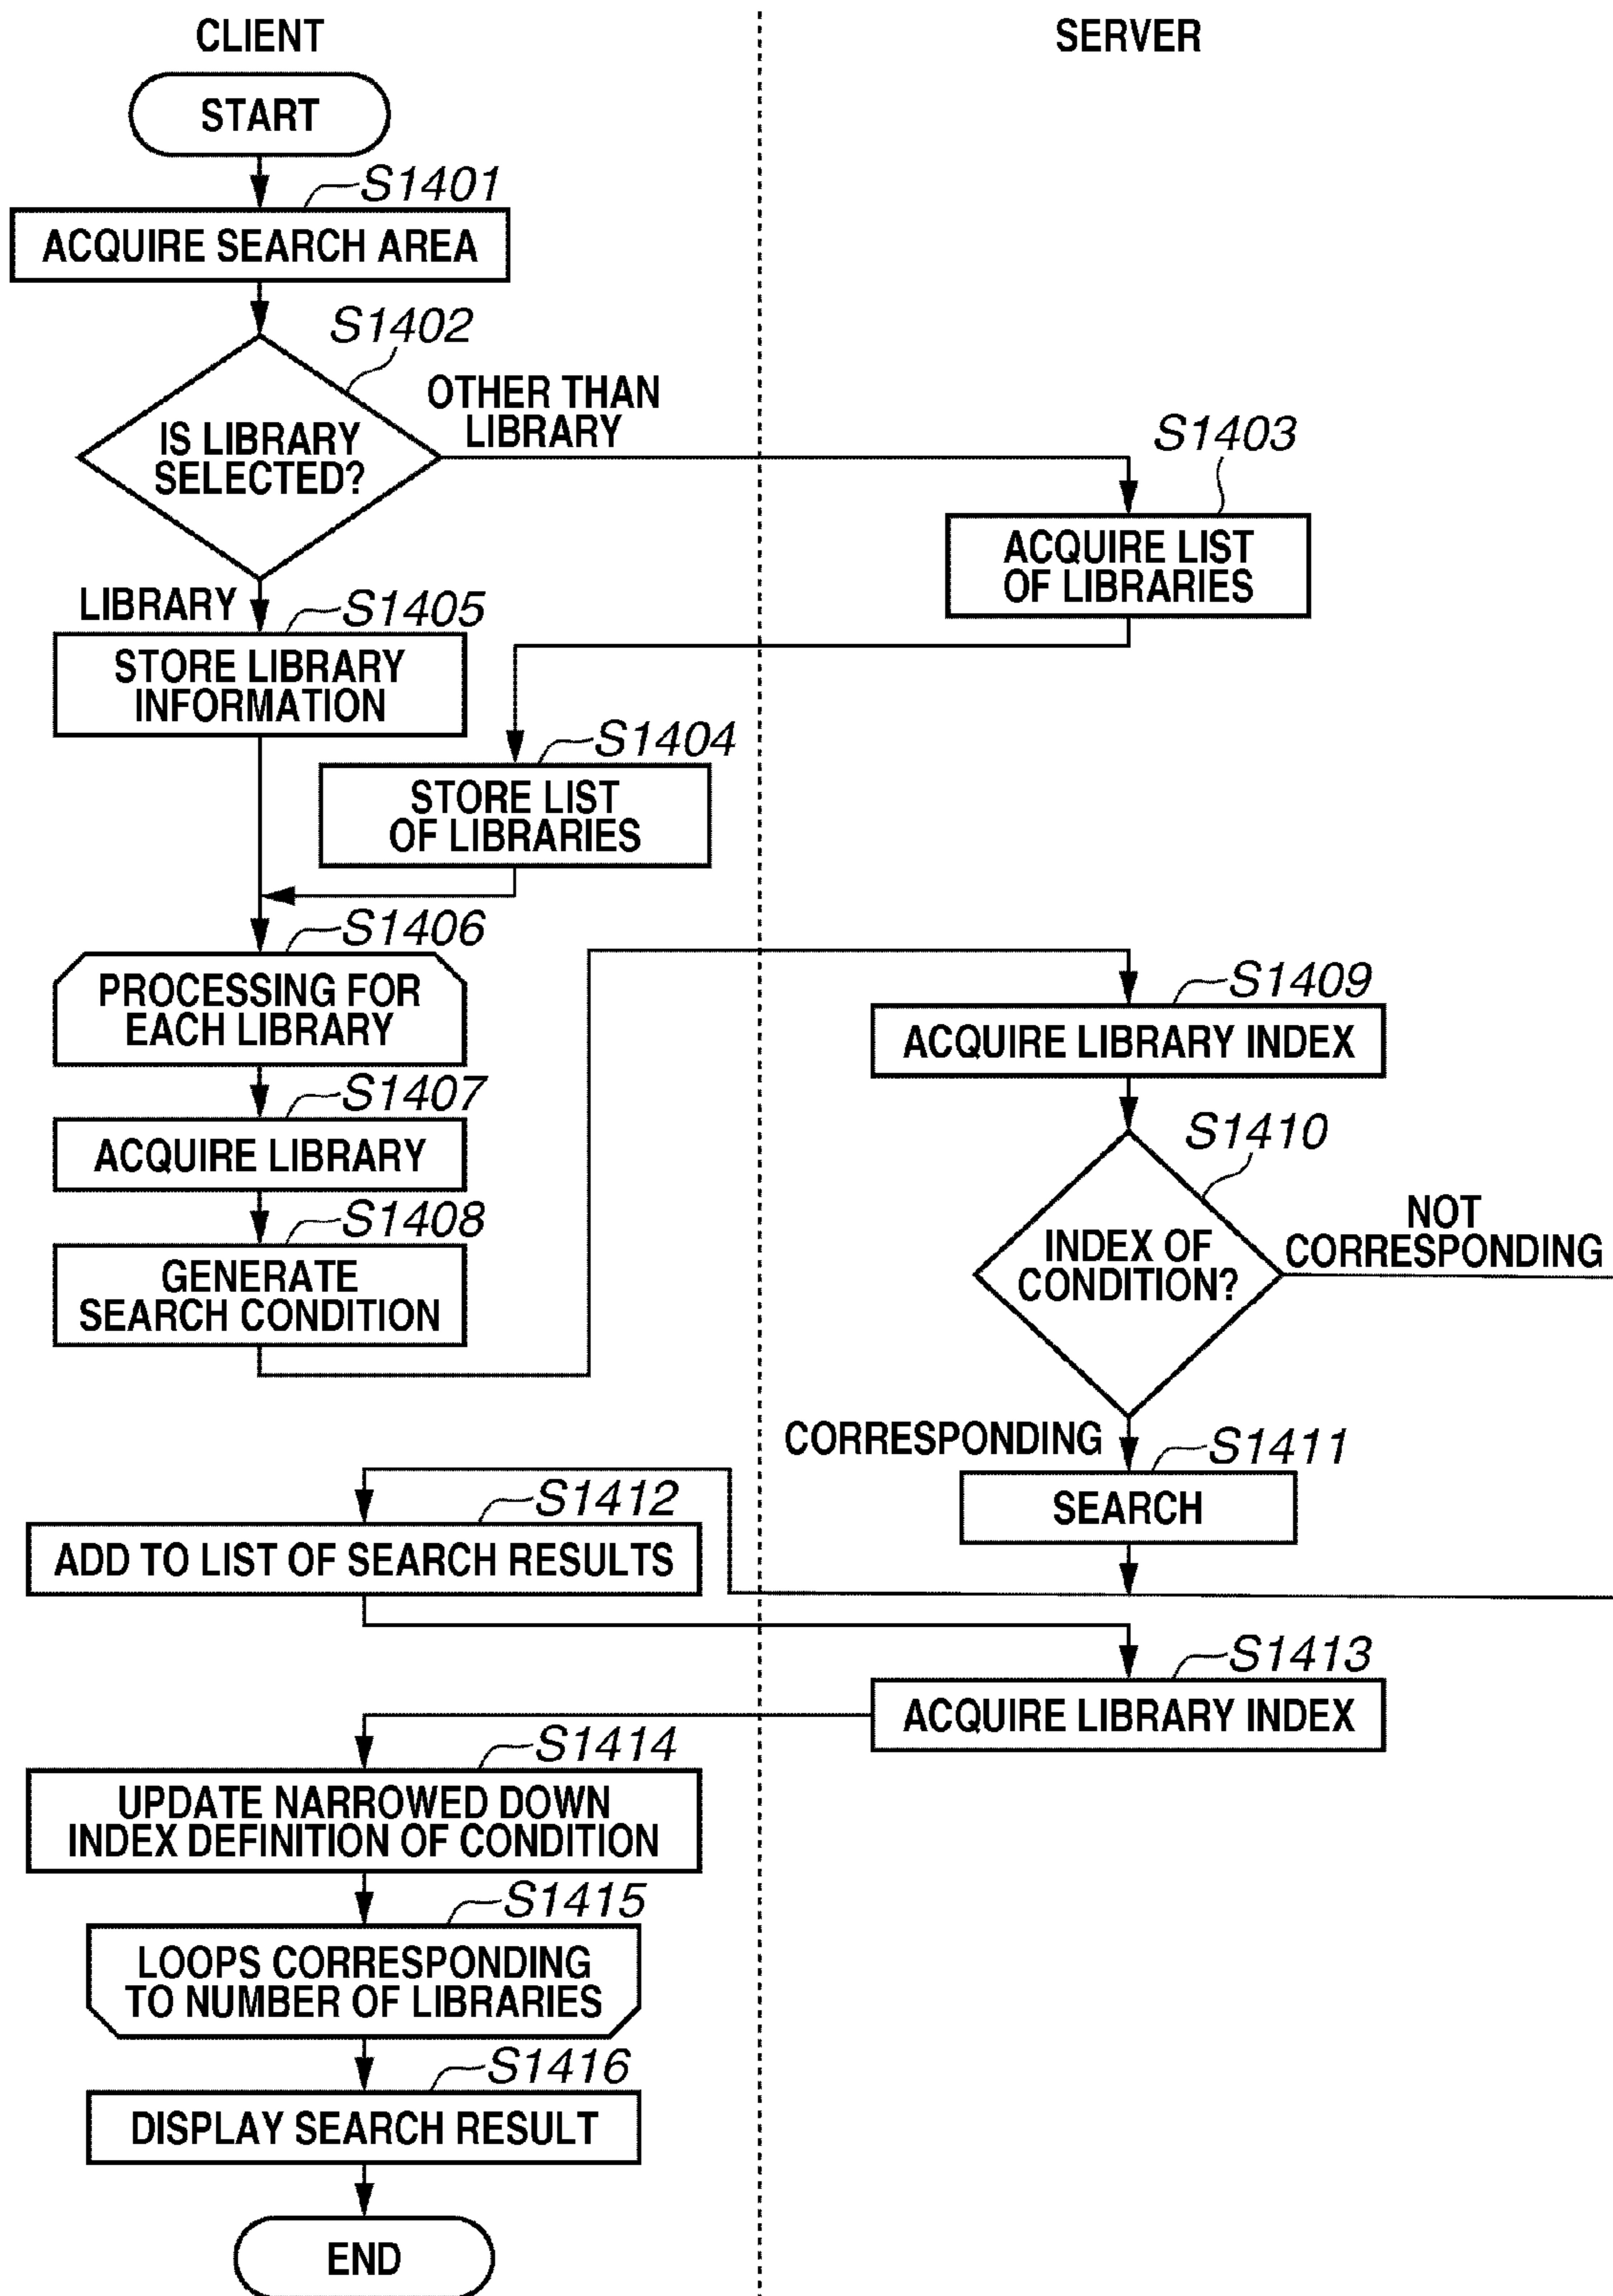 CLIENT
SERVER
START
S1401
ACQUIRE SEARCH AREA
S1402
IS LIBRARY
SELECTED?
OTHER THAN
LIBRARY
S1403
ACQUIRE LIST
OF LIBRARIES
LIBRARY
S1405
STORE LIBRARY
INFORMATION
S1404
STORE LIST
OF LIBRARIES
S1406
PROCESSING FOR
EACH LIBRARY
S1407
ACQUIRE LIBRARY
S1408
GENERATE
SEARCH CONDITION
S1409
ACQUIRE LIBRARY INDEX
S1410
INDEX OF
CONDITION?
NOT
CORRESPONDING
CORRESPONDING
S1411
SEARCH
S1412
ADD TO LIST OF SEARCH RESULTS
S1413
ACQUIRE LIBRARY INDEX
S1414
UPDATE NARROWED DOWN
INDEX DEFINITION OF CONDITION
S1415
LOOPS CORRESPONDING
TO NUMBER OF LIBRARIES
S1416
DISPLAY SEARCH RESULT
END